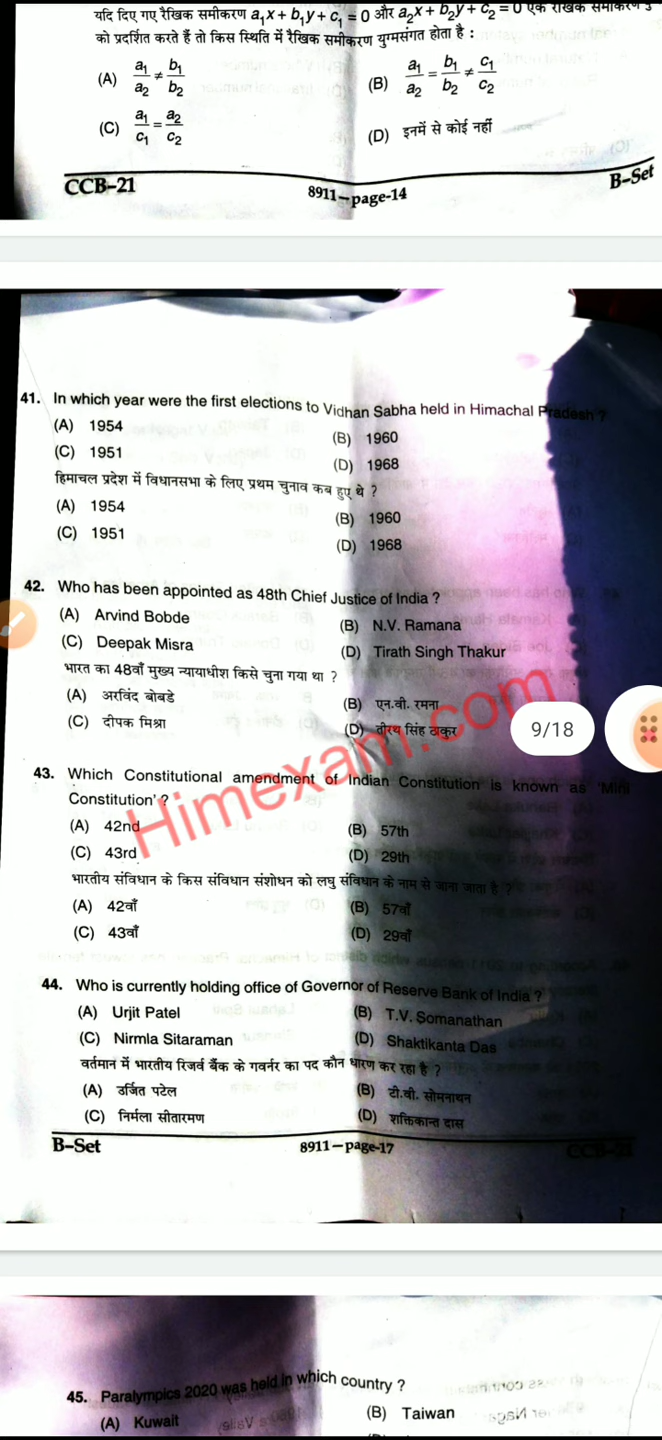 यदि दिए गए रैखिक समीकरण a₁x + b₁y + c₁ = 0 और a₂x + b₂y + c₂ = 0 एक रैखिक समीकरण
को प्रदर्शित करते हैं तो किस स्थिति में रैखिक समीकरण युग्मसंगत होता है :
(A) a₁/a₂ ≠ b₁/b₂ (B) a₁/a₂ = b₁/b₂ ≠ c₁/c₂
(C) a₁/c₁ = a₂/c₂ (D) इनमें से कोई नहीं
CCB–21 8911–page-14 B–Set
41. In which year were the first elections to Vidhan Sabha held in Himachal Pradesh ?
(A) 1954 (B) 1960
(C) 1951 (D) 1968
हिमाचल प्रदेश में विधानसभा के लिए प्रथम चुनाव कब हुए थे ?
(A) 1954 (B) 1960
(C) 1951 (D) 1968
42. Who has been appointed as 48th Chief Justice of India ?
(A) Arvind Bobde (B) N.V. Ramana
(C) Deepak Misra (D) Tirath Singh Thakur
भारत का 48वाँ मुख्य न्यायाधीश किसे चुना गया था ?
(A) अरविंद बोबडे (B) एन.वी. रमना
(C) दीपक मिश्रा (D) तीरथ सिंह ठाकुर
9/18
Himexam.com
43. Which Constitutional amendment of Indian Constitution is known as 'Mini
Constitution' ?
(A) 42nd (B) 57th
(C) 43rd (D) 29th
भारतीय संविधान के किस संविधान संशोधन को लघु संविधान के नाम से जाना जाता है ?
(A) 42वाँ (B) 57वाँ
(C) 43वाँ (D) 29वाँ
44. Who is currently holding office of Governor of Reserve Bank of India ?
(A) Urjit Patel (B) T.V. Somanathan
(C) Nirmla Sitaraman (D) Shaktikanta Das
वर्तमान में भारतीय रिजर्व बैंक के गवर्नर का पद कौन धारण कर रहा है ?
(A) उर्जित पटेल (B) टी.वी. सोमनाथन
(C) निर्मला सीतारमण (D) शक्तिकान्त दास
B–Set 8911–page-17 CCB–21
45. Paralympics 2020 was held in which country ?
(A) Kuwait (B) Taiwan